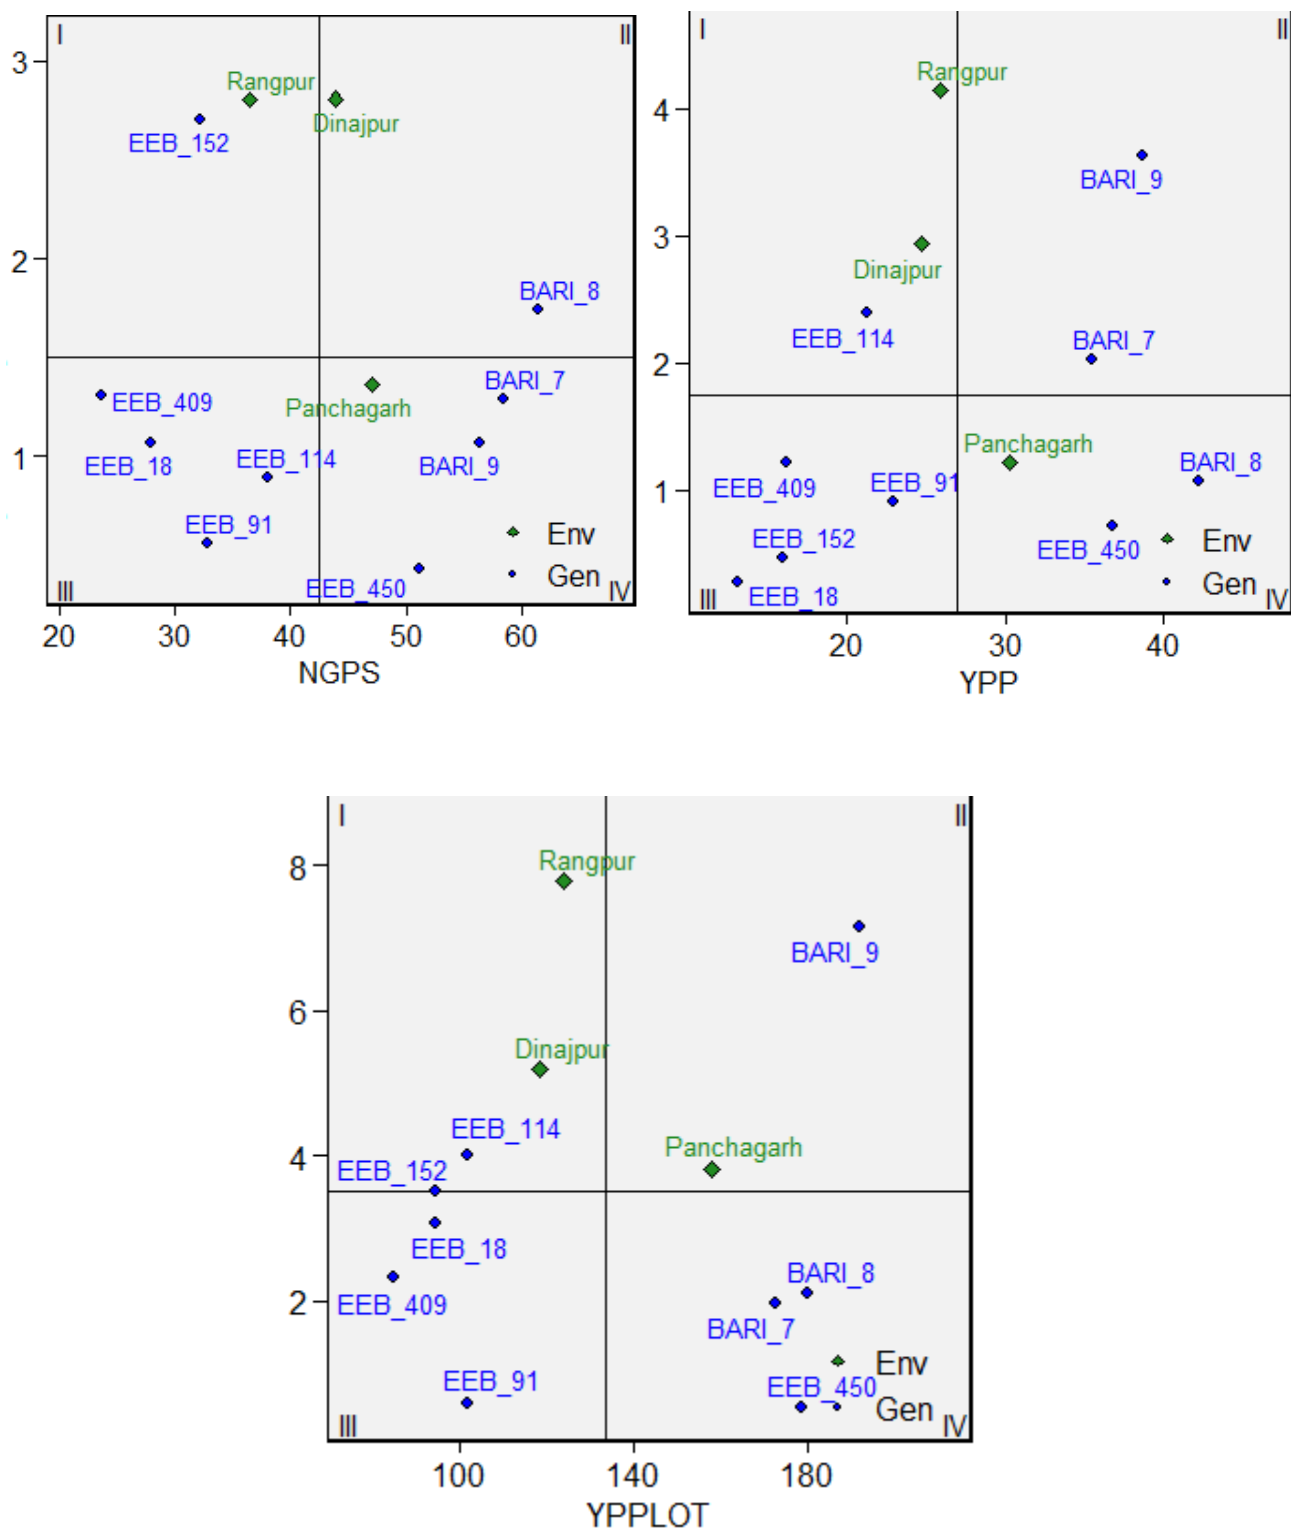 I
II
3
Rangpur
Dinajpur
EEB_152
2
BARI_8
BARI_7
EEB_409
Panchagarh
1
EEB_18
EEB_114
BARI_9
EEB_91
Env
EEB_450
Gen
III
IV
20
30
40
50
60
NGPS
I
II
Rangpur
4
BARI_9
3
Dinajpur
EEB_114
BARI_7
2
Panchagarh
BARI_8
EEB_409
EEB_91
1
EEB_152
EEB_450
Env
EEB_18
Gen
III
IV
20
30
40
YPP
I
II
8
Rangpur
BARI_9
6
Dinajpur
EEB_114
4
EEB_152
Panchagarh
EEB_18
EEB_409
BARI_8
2
BARI_7
EEB_91
Env
EEB_450
Gen
III
IV
100
140
180
YPPLOT